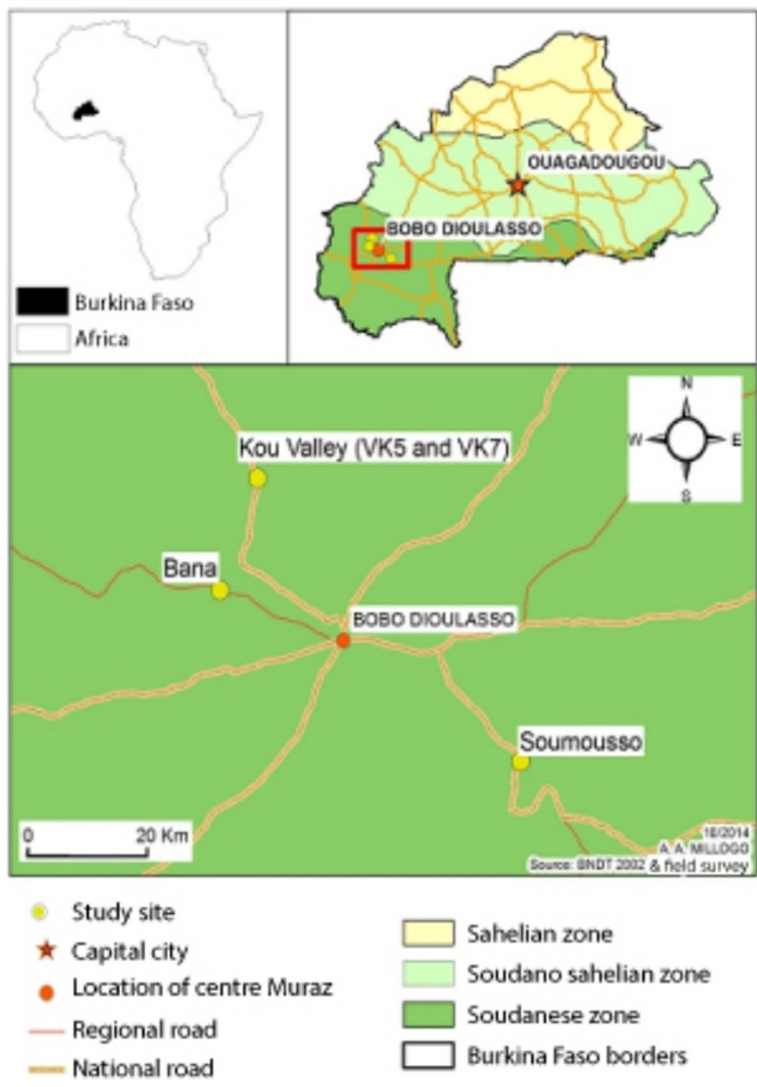 Burkina Faso
Africa
OUAGADOUGOU
BOBO DIOULASSO
N
W
E
S
Kou Valley (VK5 and VK7)
Bana
BOBO DIOULASSO
Soumousso
0 20 Km
10/2014
A. A. MILLOGO
Source: BNDT 2002 & field survey
Study site
Capital city
Location of centre Muraz
Regional road
National road
Sahelian zone
Soudano sahelian zone
Soudanese zone
Burkina Faso borders